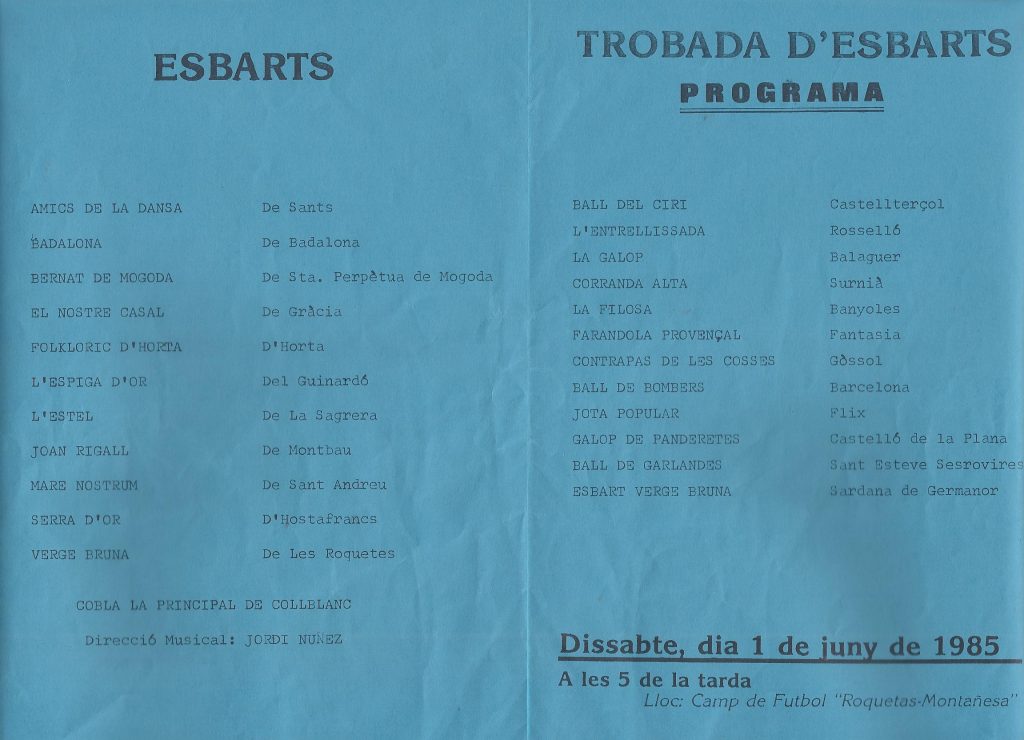 ESBARTS
AMICS DE LA DANSA De Sants
BADALONA De Badalona
BERNAT DE MOGODA De Sta. Perpètua de Mogoda
EL NOSTRE CASAL De Gràcia
FOLKLORIC D'HORTA D'Horta
L'ESPIGA D'OR Del Guinardó
L'ESTEL De La Sagrera
JOAN RIGALL De Montbau
MARE NOSTRUM De Sant Andreu
SERRA D'OR D'Hostafrancs
VERGE BRUNA De Les Roquetes
COBLA LA PRINCIPAL DE COLLBLANC
Direcció Musical: JORDI NUÑEZ
TROBADA D'ESBARTS
PROGRAMA
BALL DEL CIRI Castellterçol
L'ENTRELLISSADA Rosselló
LA GALOP Balaguer
CORRANDA ALTA Surnià
LA FILOSA Banyoles
FARANDOLA PROVENÇAL Fantasia
CONTRAPAS DE LES COSSES Gòssol
BALL DE BOMBERS Barcelona
JOTA POPULAR Flix
GALOP DE PANDERETES Castelló de la Plana
BALL DE GARLANDES Sant Esteve Sesrovires
ESBART VERGE BRUNA Sardana de Germanor
Dissabte, dia 1 de juny de 1985
A les 5 de la tarda
Lloc: Camp de Futbol "Roquetas-Montañesa"